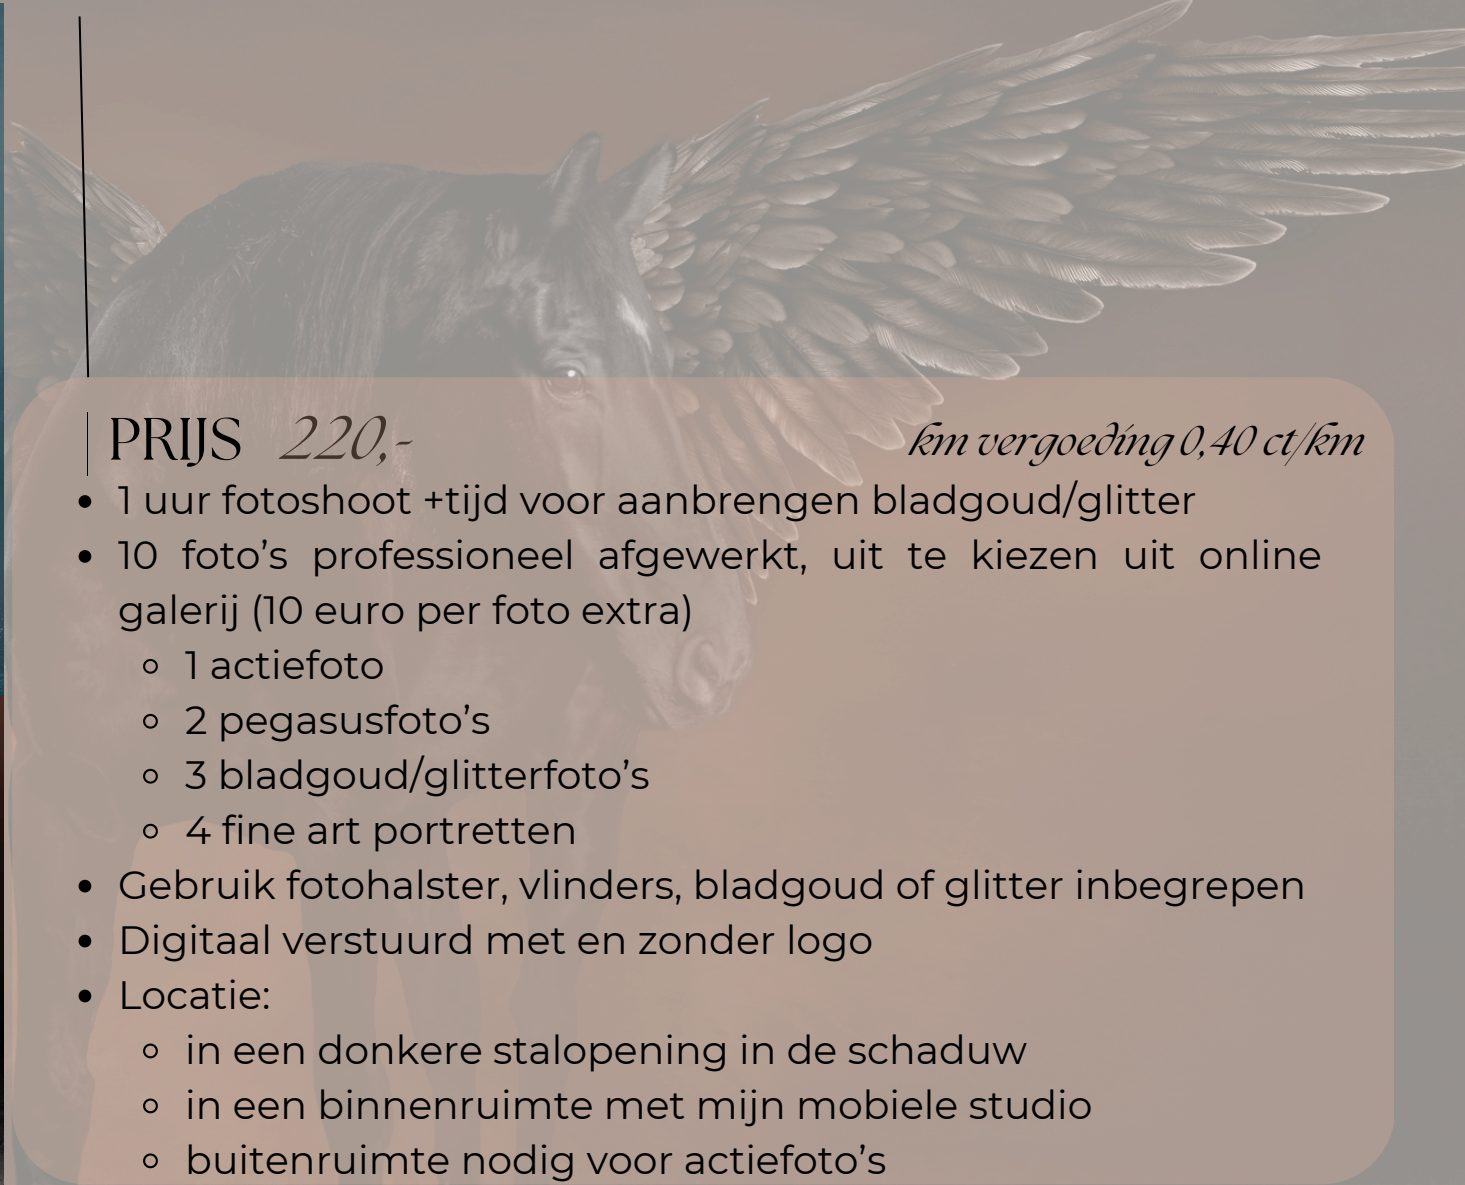 PRIJS 220,- km vergoeding 0,40 ct/km
• 1 uur fotoshoot +tijd voor aanbrengen bladgoud/glitter
• 10 foto’s professioneel afgewerkt, uit te kiezen uit online
galerij (10 euro per foto extra)
◦ 1 actiefoto
◦ 2 pegasusfoto’s
◦ 3 bladgoud/glitterfoto’s
◦ 4 fine art portretten
• Gebruik fotohalster, vlinders, bladgoud of glitter inbegrepen
• Digitaal verstuurd met en zonder logo
• Locatie:
◦ in een donkere stalopening in de schaduw
◦ in een binnenruimte met mijn mobiele studio
◦ buitenruimte nodig voor actiefoto’s